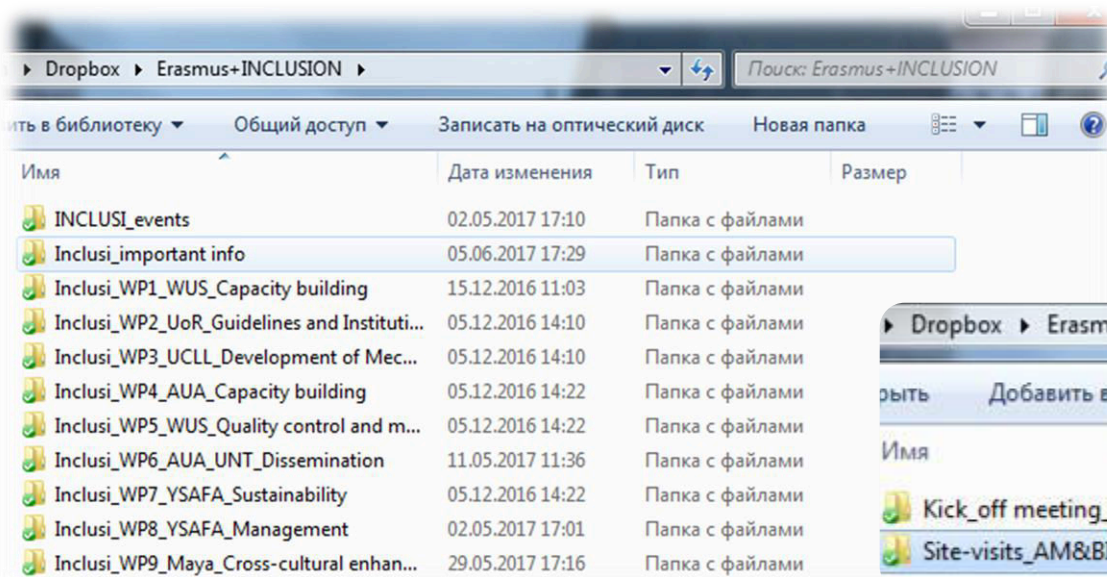 Dropbox ▸ Erasmus+INCLUSION ▸
Поиск: Erasmus+INCLUSION
ить в библиотеку ▾ Общий доступ ▾ Записать на оптический диск Новая папка
Имя Дата изменения Тип Размер
INCLUSI_events 02.05.2017 17:10 Папка с файлами
Inclusi_important info 05.06.2017 17:29 Папка с файлами
Inclusi_WP1_WUS_Capacity building 15.12.2016 11:03 Папка с файлами
Inclusi_WP2_UoR_Guidelines and Instituti... 05.12.2016 14:10 Папка с файлами
Inclusi_WP3_UCLL_Development of Mec... 05.12.2016 14:10 Папка с файлами
Inclusi_WP4_AUA_Capacity building 05.12.2016 14:22 Папка с файлами
Inclusi_WP5_WUS_Quality control and m... 05.12.2016 14:22 Папка с файлами
Inclusi_WP6_AUA_UNT_Dissemination 11.05.2017 11:36 Папка с файлами
Inclusi_WP7_YSAFA_Sustainability 05.12.2016 14:22 Папка с файлами
Inclusi_WP8_YSAFA_Management 02.05.2017 17:01 Папка с файлами
Inclusi_WP9_Maya_Cross-cultural enhan... 29.05.2017 17:16 Папка с файлами
Dropbox ▸ Erasm
рыть Добавить в
Имя
Kick_off meeting_
Site-visits_AM&B